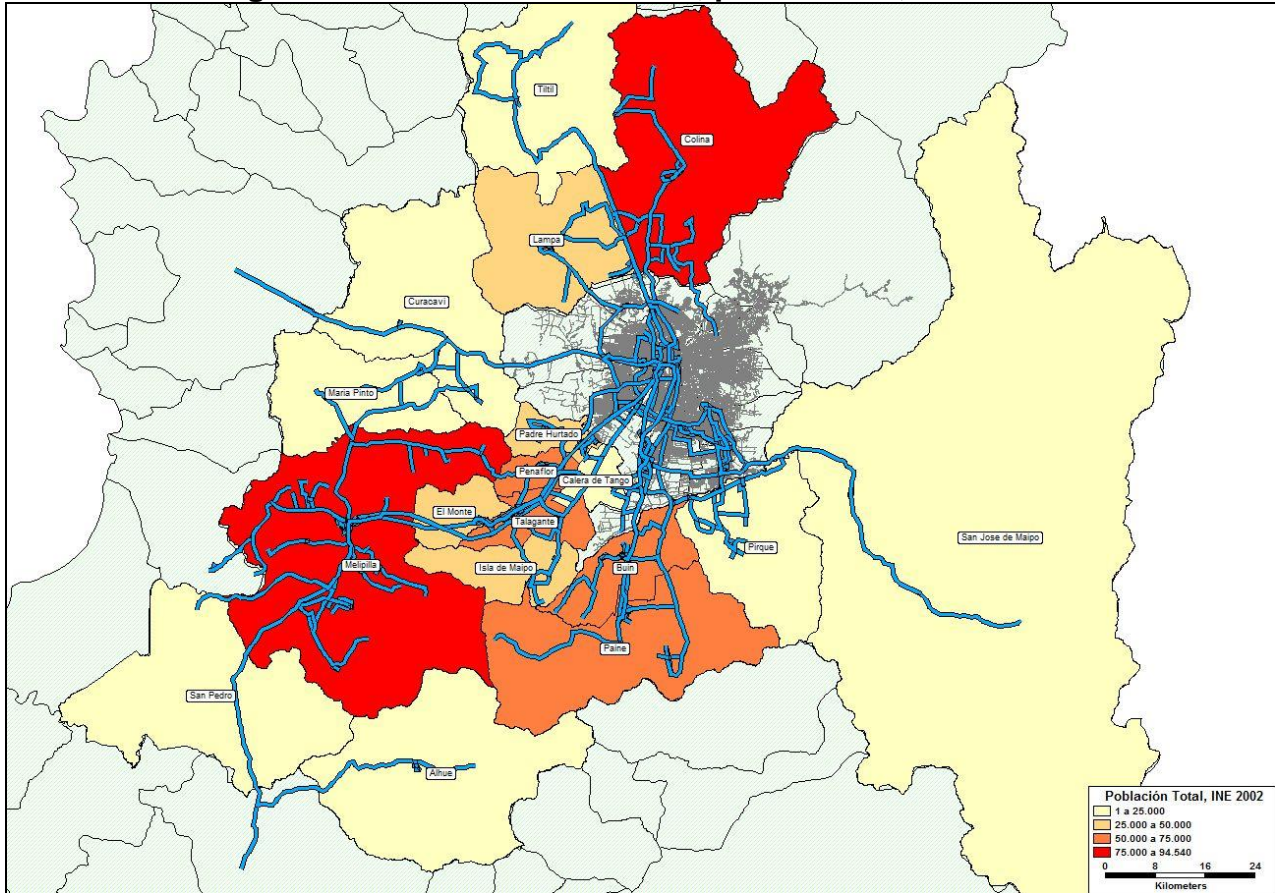 Tiltil
Colina
Lampa
Curacavi
Maria Pinto
Padre Hurtado
Penaflor
Calera de Tango
El Monte
Talagante
San Jose de Maipo
Pirque
Isla de Maipo
Buin
Melipilla
Paine
San Pedro
Alhue
Población Total, INE 2002
1 a 25.000
25.000 a 50.000
50.000 a 75.000
75.000 a 94.540
0 8 16 24
Kilometers